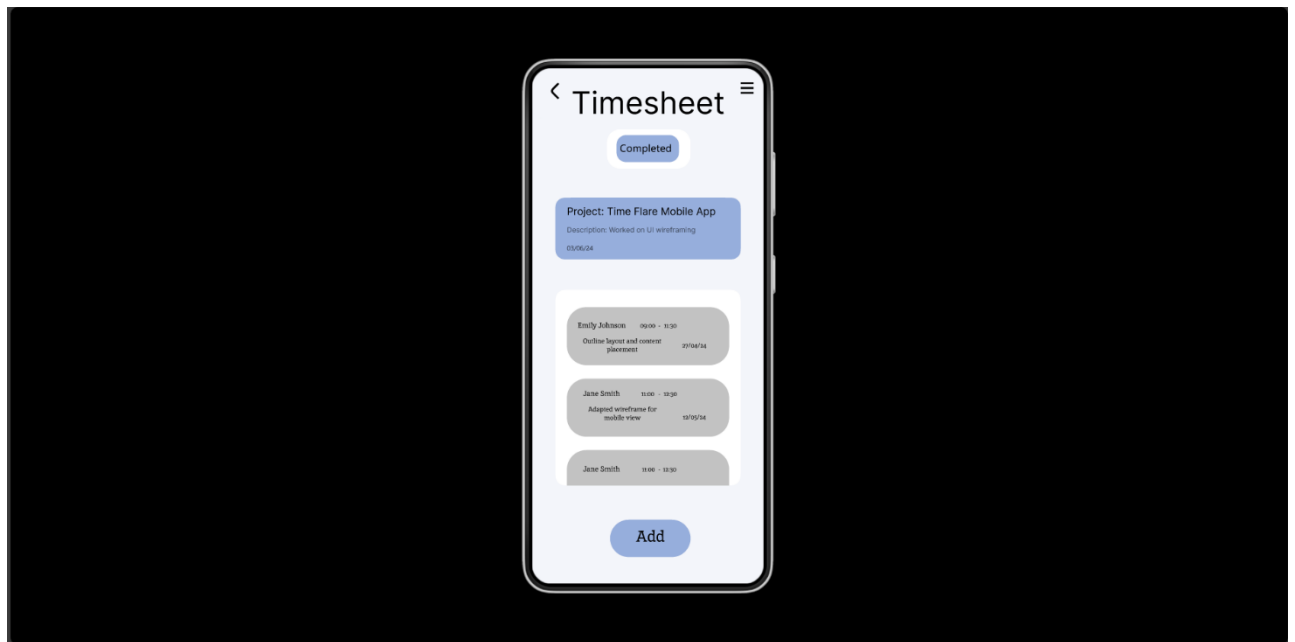 Timesheet
Completed
Project: Time Flare Mobile App
Description: Worked on UI wireframing
03/06/24
Emily Johnson 09:00 - 11:30
Outline layout and content
placement 27/04/24
Jane Smith 11:00 - 12:30
Adapted wireframe for
mobile view 12/05/24
Jane Smith 11:00 - 12:30
Add